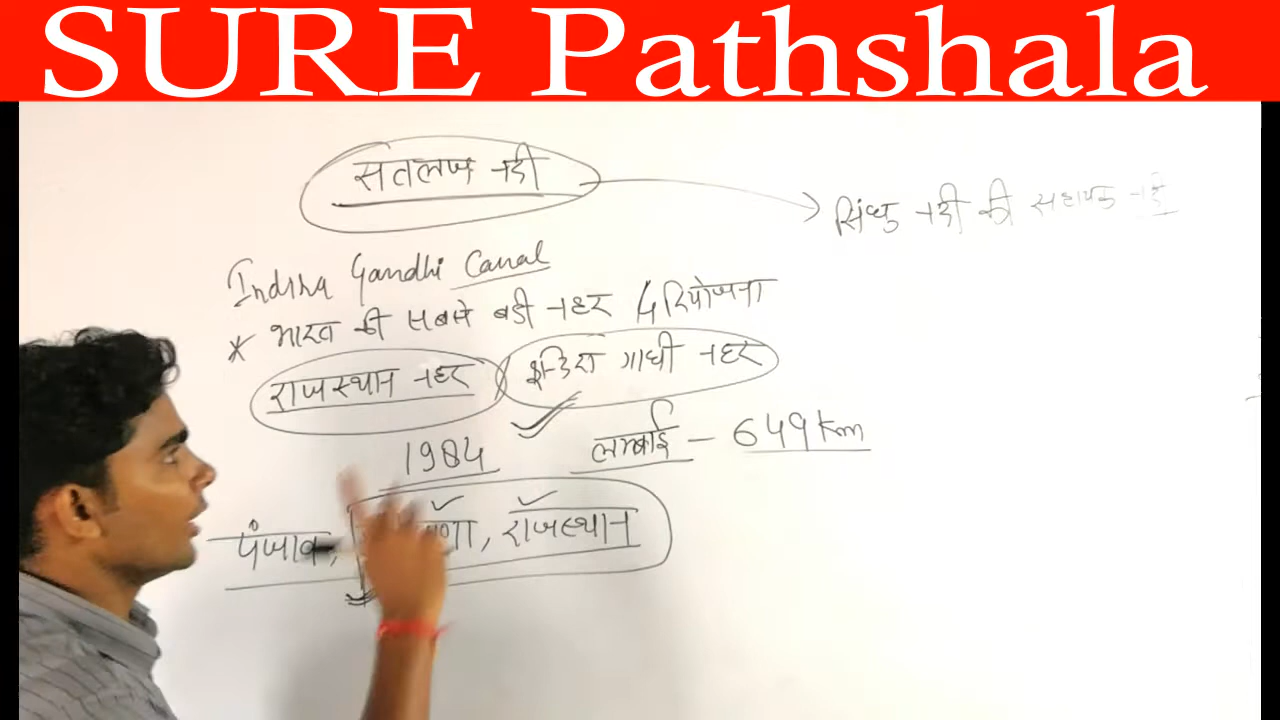 SURE Pathshala
सतलज नदी
सिंधु नदी की सहायक नदी
Indira Gandhi Canal
* भारत की सबसे बडी नहर परियोजना
राजस्थान नहर इन्दिरा गाधी नहर
1984 लम्बाई – 649 km
पंजाब, राजस्थान